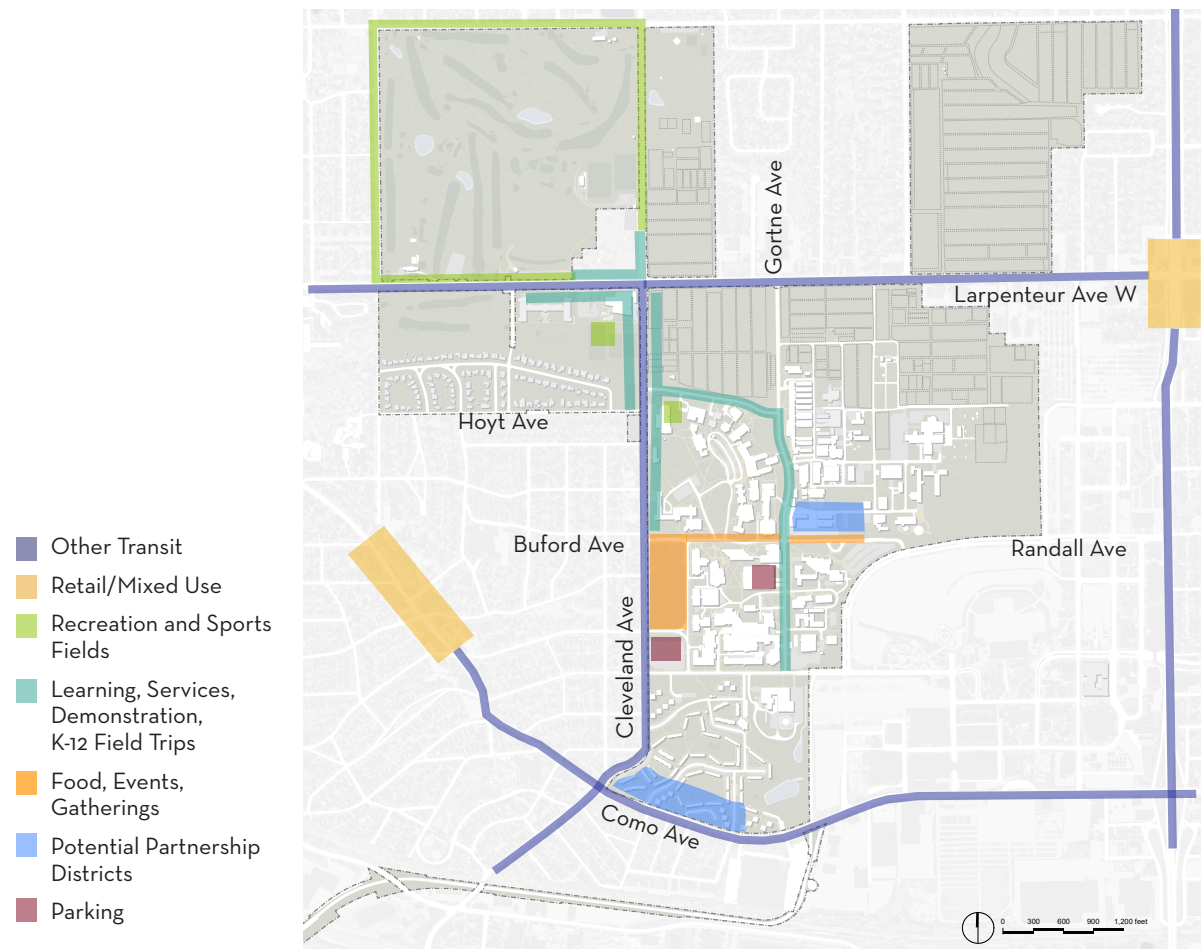 Other Transit
Retail/Mixed Use
Recreation and Sports
Fields
Learning, Services,
Demonstration,
K-12 Field Trips
Food, Events,
Gatherings
Potential Partnership
Districts
Parking
Gortne Ave
Larpenteur Ave W
Hoyt Ave
Buford Ave
Randall Ave
Cleveland Ave
Como Ave
0 300 600 900 1,200 feet